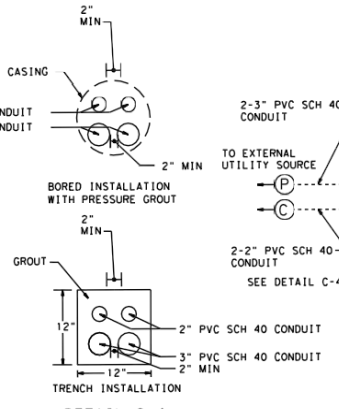 2"
MIN
CASING
CONDUIT
CONDUIT
2" MIN
BORED INSTALLATION
WITH PRESSURE GROUT
2-3" PVC SCH 40
CONDUIT
TO EXTERNAL
UTILITY SOURCE
P
C
2-2" PVC SCH 40
CONDUIT
SEE DETAIL C-4
2"
MIN
GROUT
12"
2" PVC SCH 40 CONDUIT
3" PVC SCH 40 CONDUIT
2" MIN
12"
TRENCH INSTALLATION